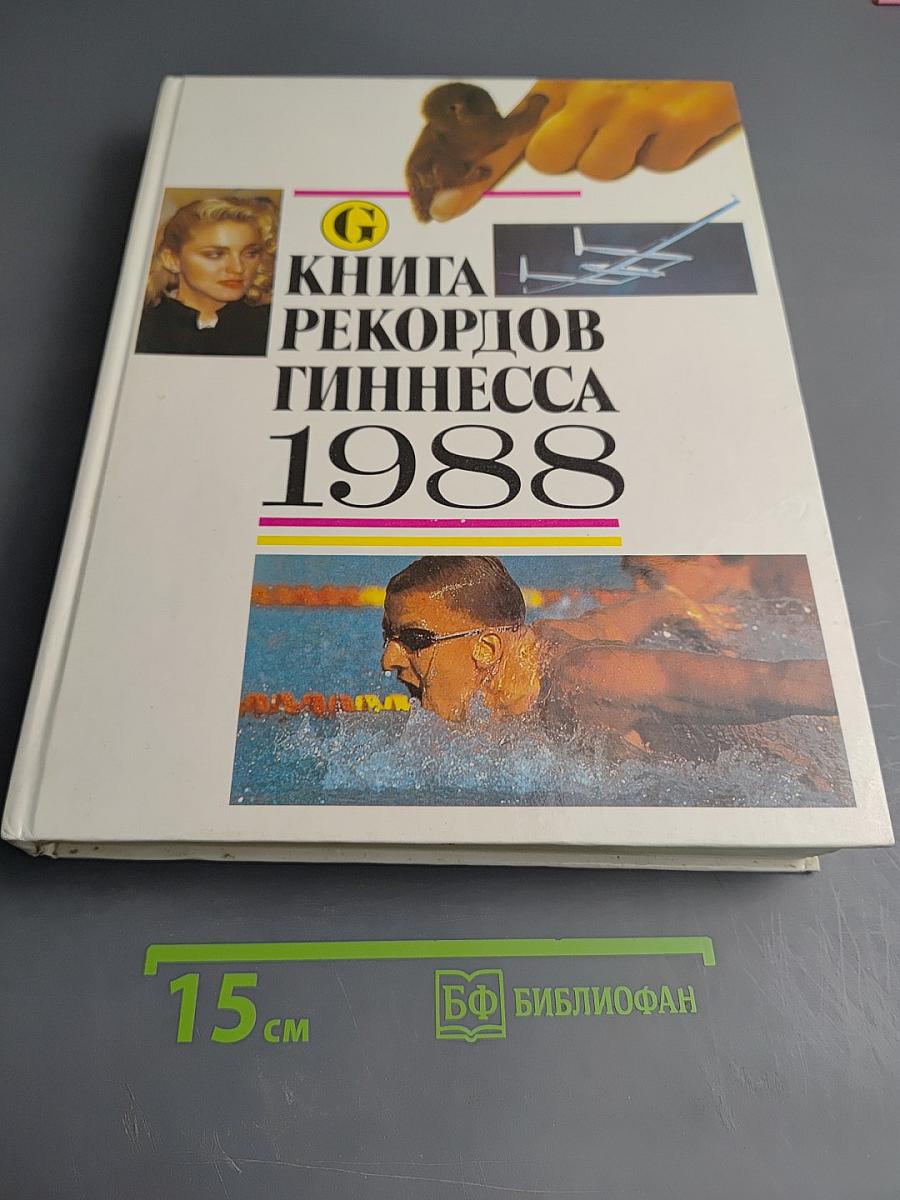 G
КНИГА
РЕКОРДОВ
ГИННЕССА
1988
15 см
БФ БИБЛИОФАН